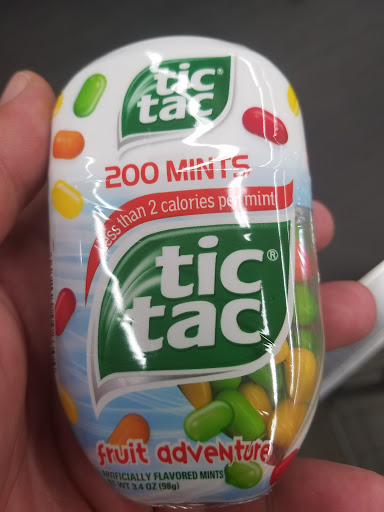 tic
tac®
200 MINTS
less than 2 calories per mint
tic®
tac
fruit adventure
ARTIFICIALLY FLAVORED MINTS
NET WT 3.4 OZ (98g)